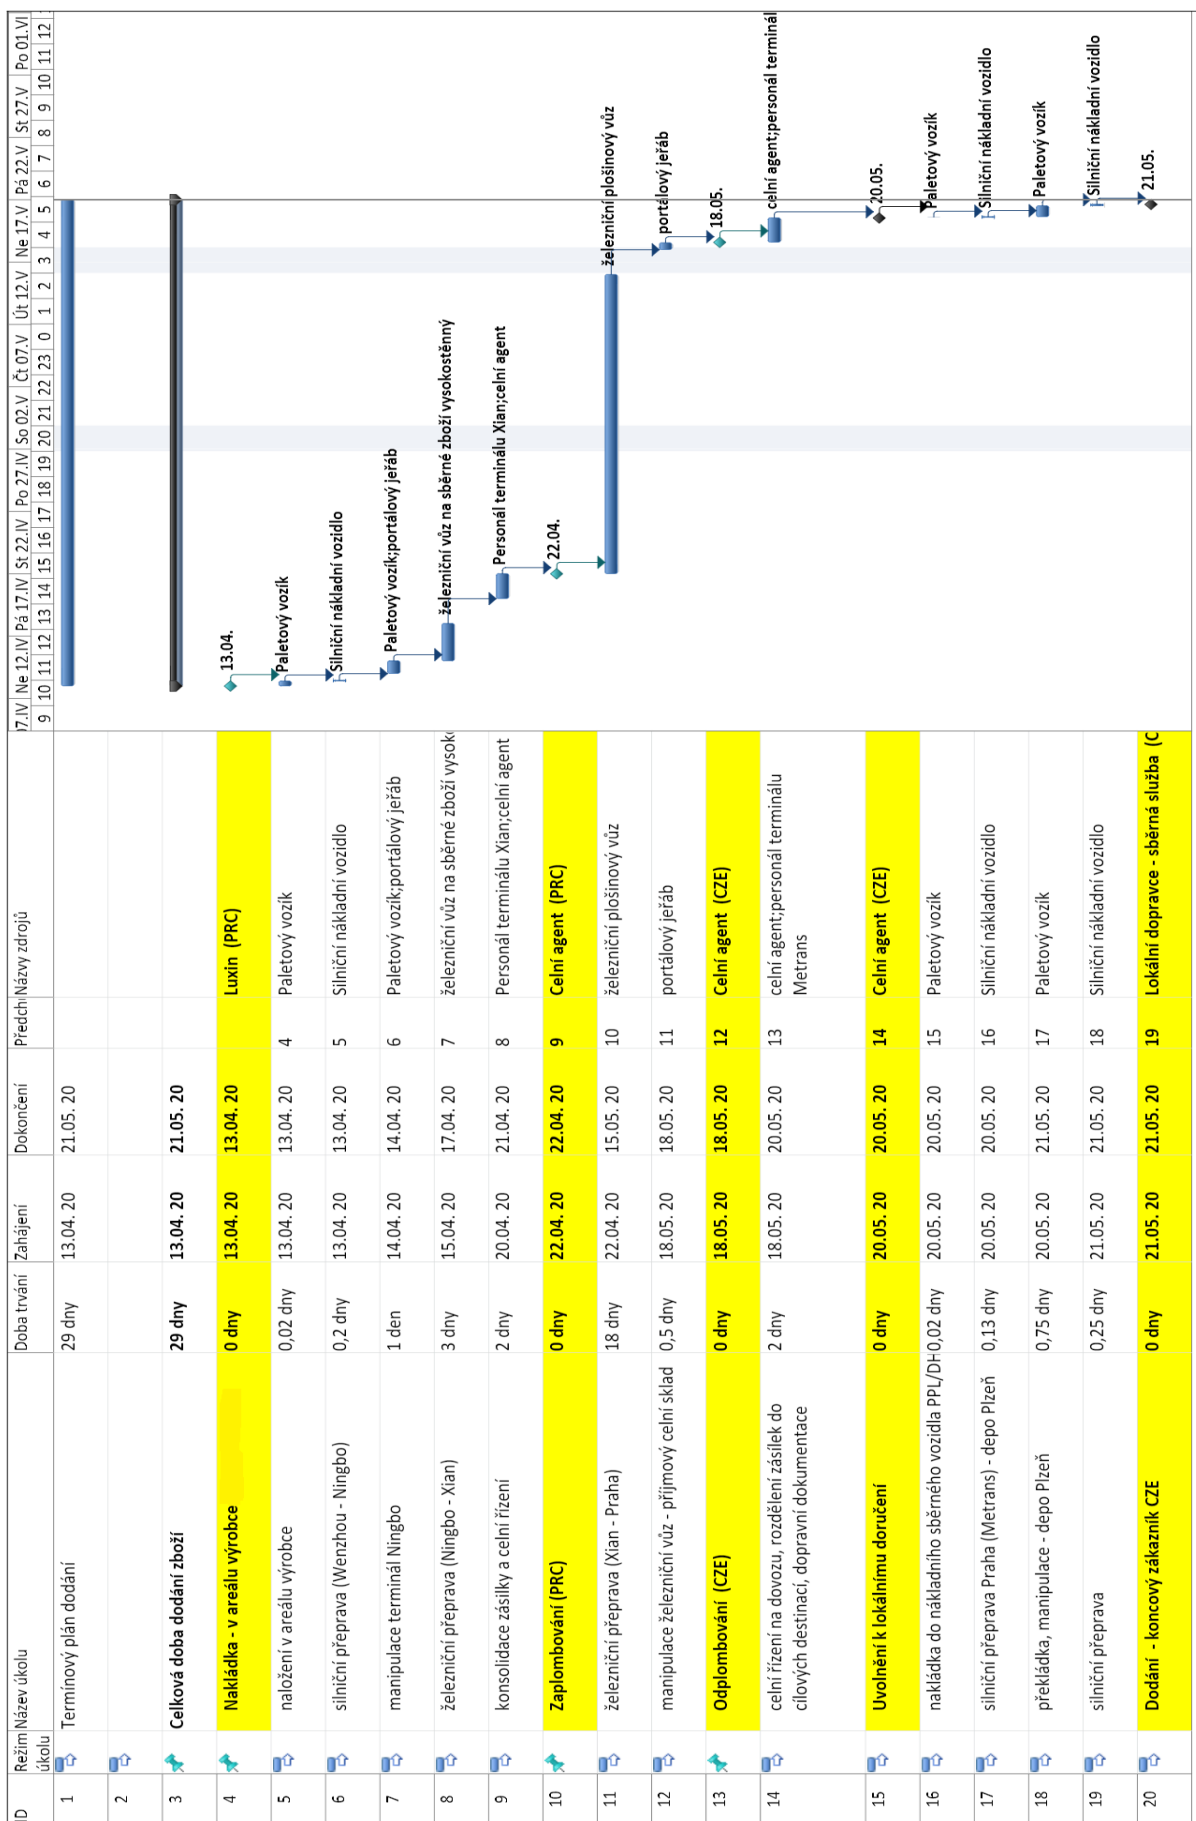 ID Režim úkolu Název úkolu Doba trvání Zahájení Dokončení Předch Názvy zdrojů
07.IV Ne 12.IV Pá 17.IV St 22.IV Po 27.IV So 02.V Čt 07.V Út 12.V Ne 17.V Pá 22.V St 27.V Po 01.VI
9 10 11 12 13 14 15 16 17 18 19 20 21 22 23 0 1 2 3 4 5 6 7 8 9 10 11 12
1 Termínový plán dodání 29 dny 13.04. 20 21.05. 20
2
3 Celková doba dodání zboží 29 dny 13.04. 20 21.05. 20
4 Nakládka - v areálu výrobce 0 dny 13.04. 20 13.04. 20 Luxin (PRC) 13.04.
5 naložení v areálu výrobce 0,02 dny 13.04. 20 13.04. 20 4 Paletový vozík Paletový vozík
6 silniční přeprava (Wenzhou - Ningbo) 0,2 dny 13.04. 20 13.04. 20 5 Silniční nákladní vozidlo Silniční nákladní vozidlo
7 manipulace terminál Ningbo 1 den 14.04. 20 14.04. 20 6 Paletový vozík;portálový jeřáb Paletový vozík;portálový jeřáb
8 železniční přeprava (Ningbo - Xian) 3 dny 15.04. 20 17.04. 20 7 železniční vůz na sběrné zboží vysok železniční vůz na sběrné zboží vysokostěnný
9 konsolidace zásilky a celní řízení 2 dny 20.04. 20 21.04. 20 8 Personál terminálu Xian;celní agent Personál terminálu Xian;celní agent
10 Zaplombování (PRC) 0 dny 22.04. 20 22.04. 20 9 Celní agent (PRC) 22.04.
11 železniční přeprava (Xian - Praha) 18 dny 22.04. 20 15.05. 20 10 železniční plošinový vůz železniční plošinový vůz
12 manipulace železniční vůz - příjmový celní sklad 0,5 dny 18.05. 20 18.05. 20 11 portálový jeřáb portálový jeřáb
13 Odplombování (CZE) 0 dny 18.05. 20 18.05. 20 12 Celní agent (CZE) 18.05.
14 celní řízení na dovozu, rozdělení zásilek do 2 dny 18.05. 20 20.05. 20 13 celní agent;personál terminálu celní agent;personál terminál
cílových destinací, dopravní dokumentace Metrans
15 Uvolnění k lokálnímu doručení 0 dny 20.05. 20 20.05. 20 14 Celní agent (CZE) 20.05.
16 nakládka do nákladního sběrného vozidla PPL/DH 0,02 dny 20.05. 20 20.05. 20 15 Paletový vozík Paletový vozík
17 silniční přeprava Praha (Metrans) - depo Plzeň 0,13 dny 20.05. 20 20.05. 20 16 Silniční nákladní vozidlo Silniční nákladní vozidlo
18 překládka, manipulace - depo Plzeň 0,75 dny 20.05. 20 21.05. 20 17 Paletový vozík Paletový vozík
19 silniční přeprava 0,25 dny 21.05. 20 21.05. 20 18 Silniční nákladní vozidlo Silniční nákladní vozidlo
20 Dodání - koncový zákazník CZE 0 dny 21.05. 20 21.05. 20 19 Lokální dopravce - sběrná služba (C 21.05.